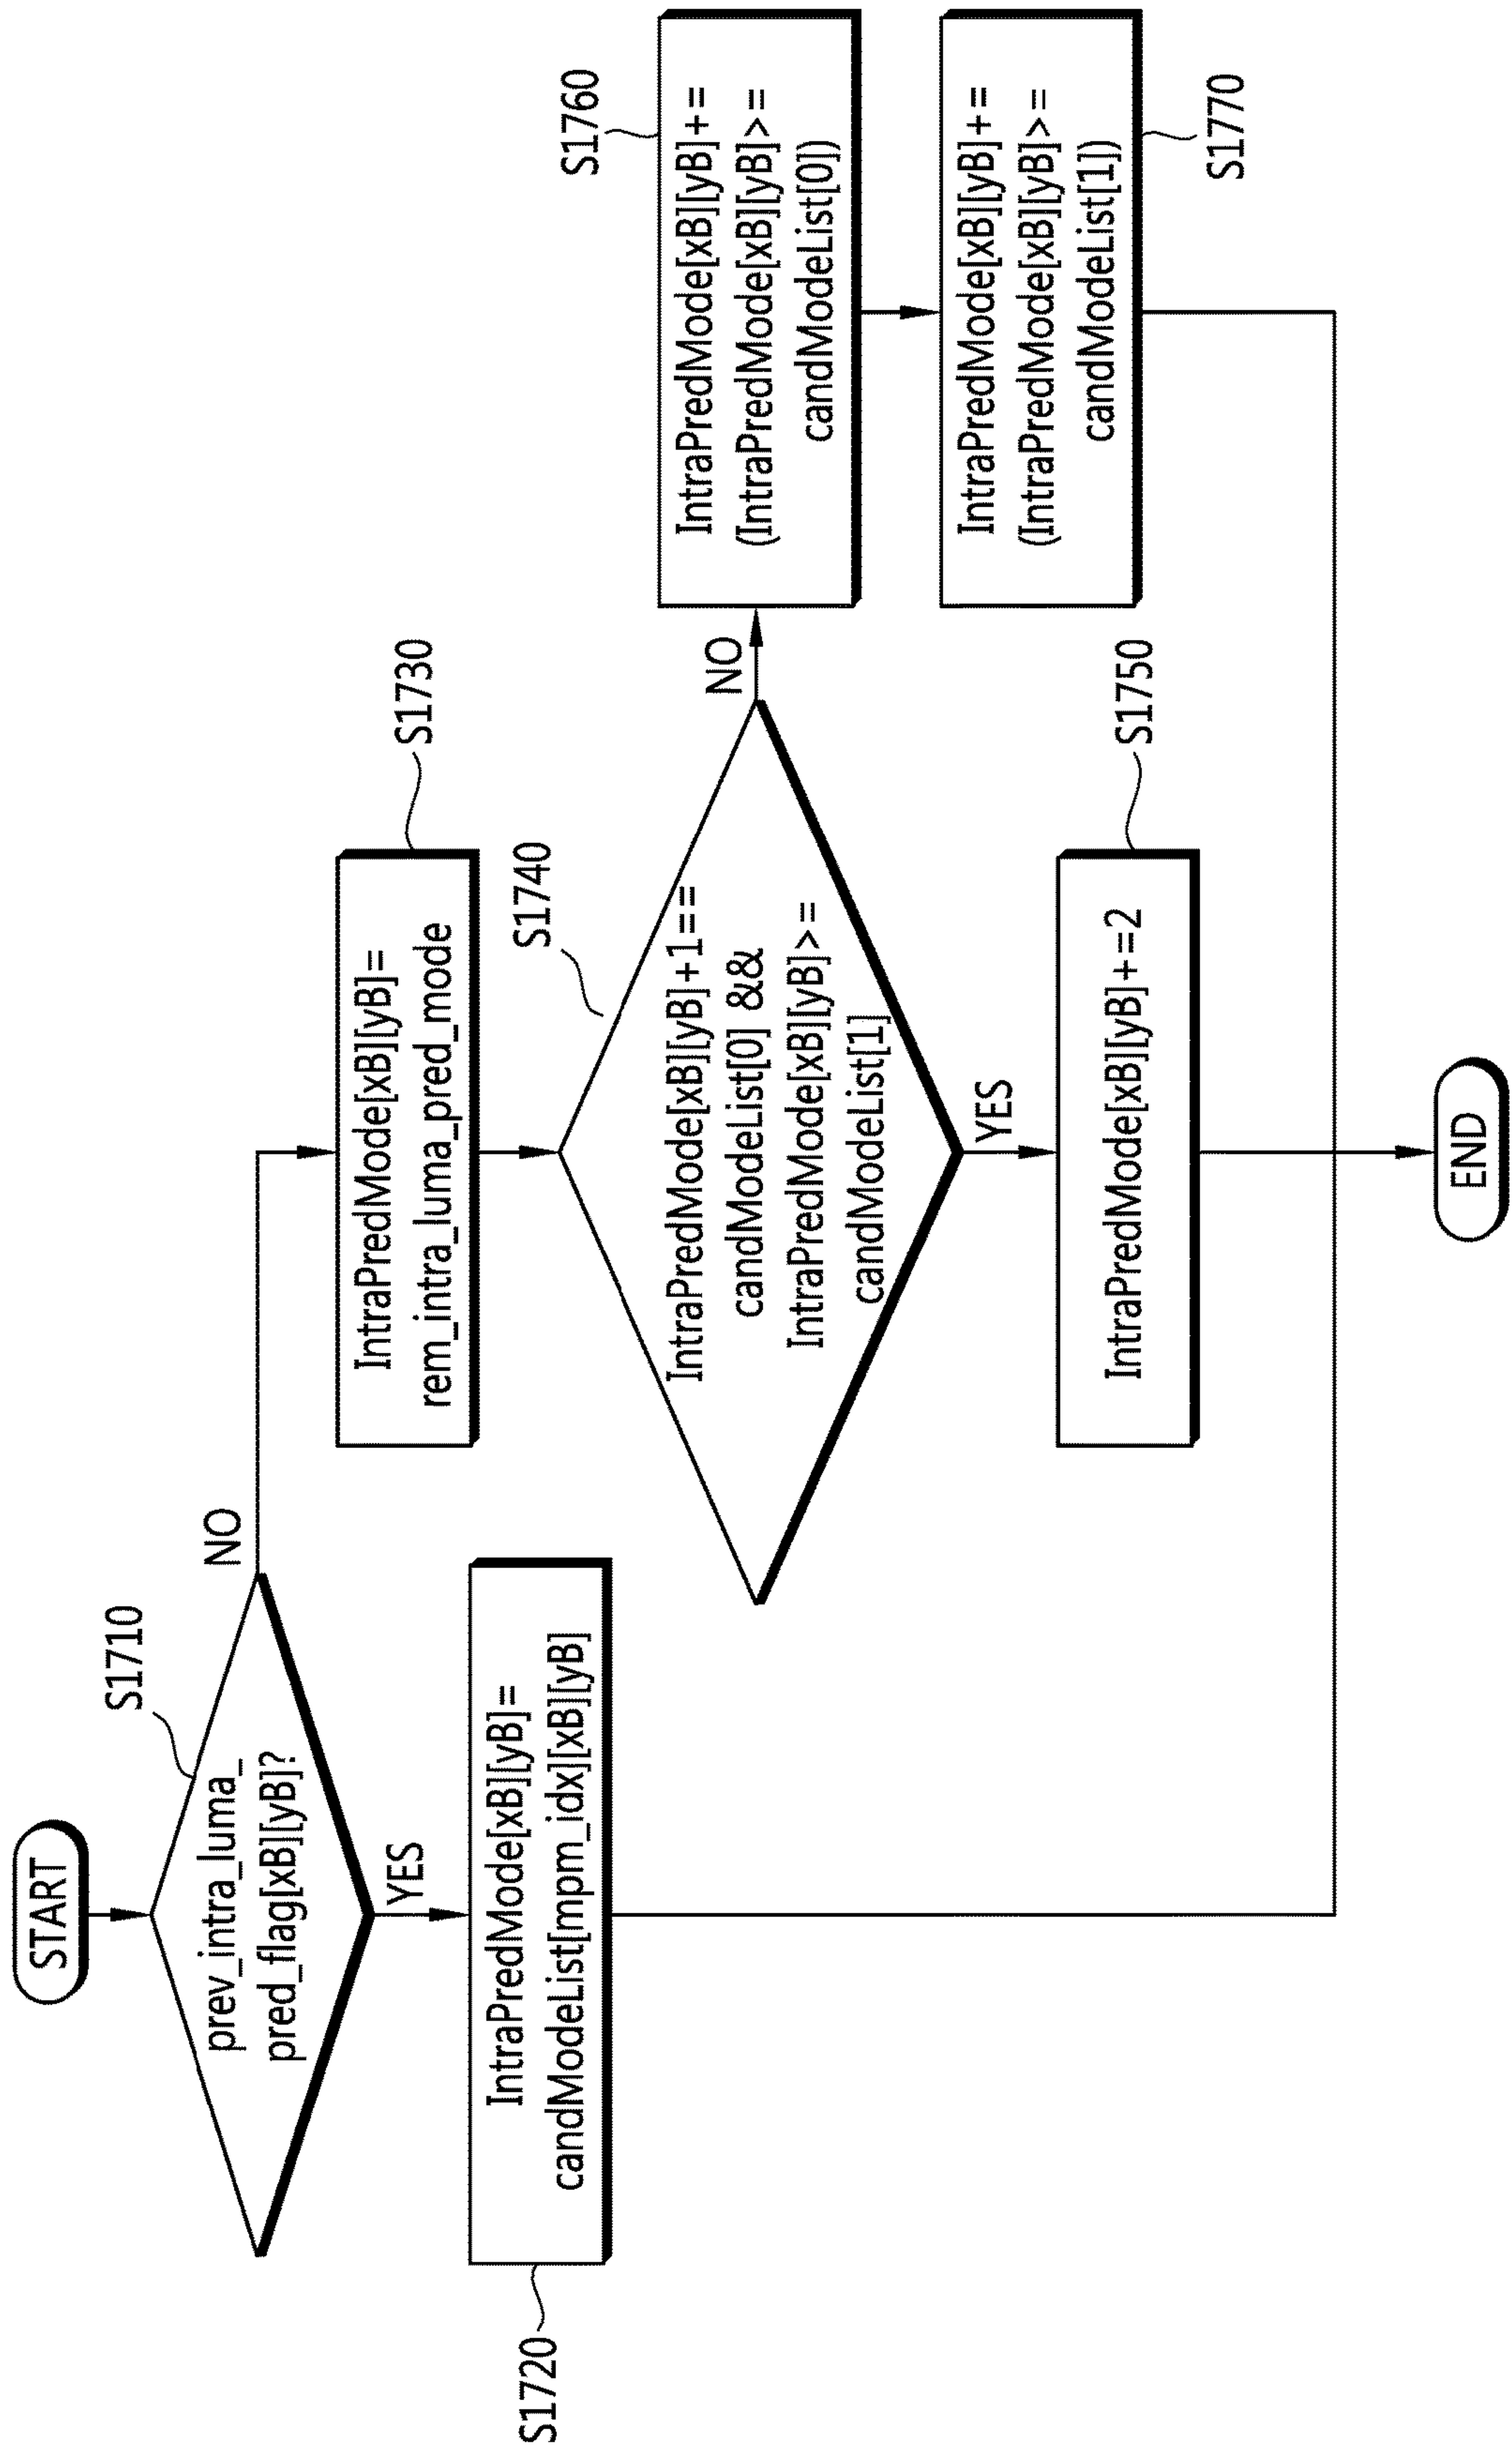 START
S1710
prev_intra_luma_
pred_flag[xB][yB]?
NO
YES
S1720
IntraPredMode[xB][yB]=
candModeList[mpm_idx][xB][yB]
S1730
IntraPredMode[xB][yB]=
rem_intra_luma_pred_mode
S1740
IntraPredMode[xB][yB]+1==
candModeList[0] &&
IntraPredMode[xB][yB]>=
candModeList[1]
NO
YES
S1750
IntraPredMode[xB][yB]+=2
S1760
IntraPredMode[xB][yB]+=
(IntraPredMode[xB][yB]>=
candModeList[0])
IntraPredMode[xB][yB]+=
(IntraPredMode[xB][yB]>=
candModeList[1])
S1770
END